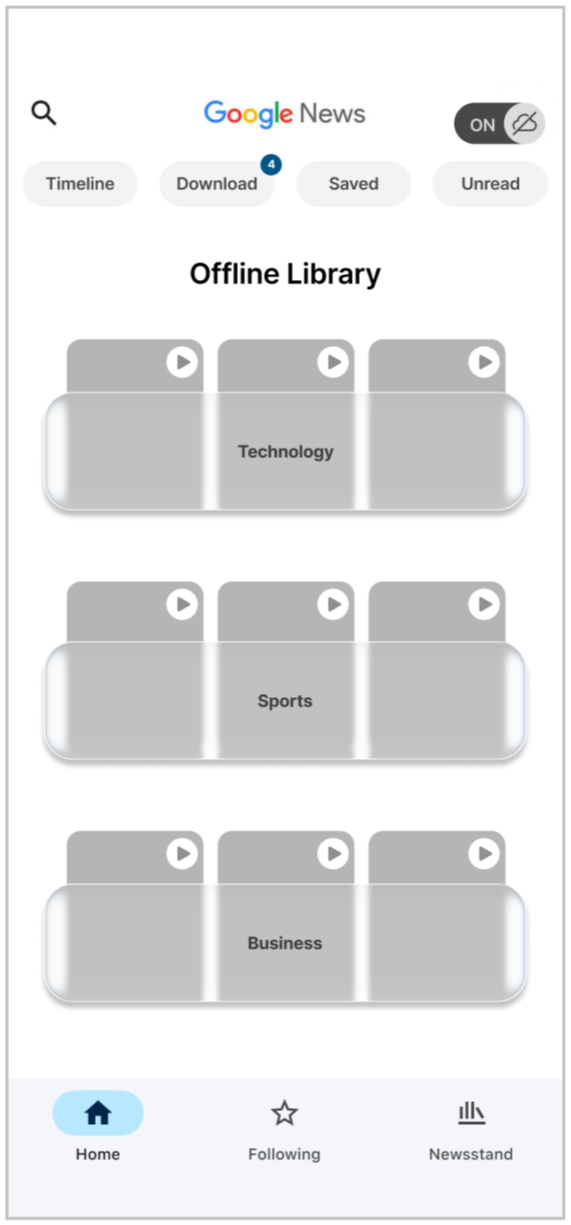 Google News
ON
4
Timeline
Download
Saved
Unread
Offline Library
Technology
Sports
Business
Home
Following
Newsstand